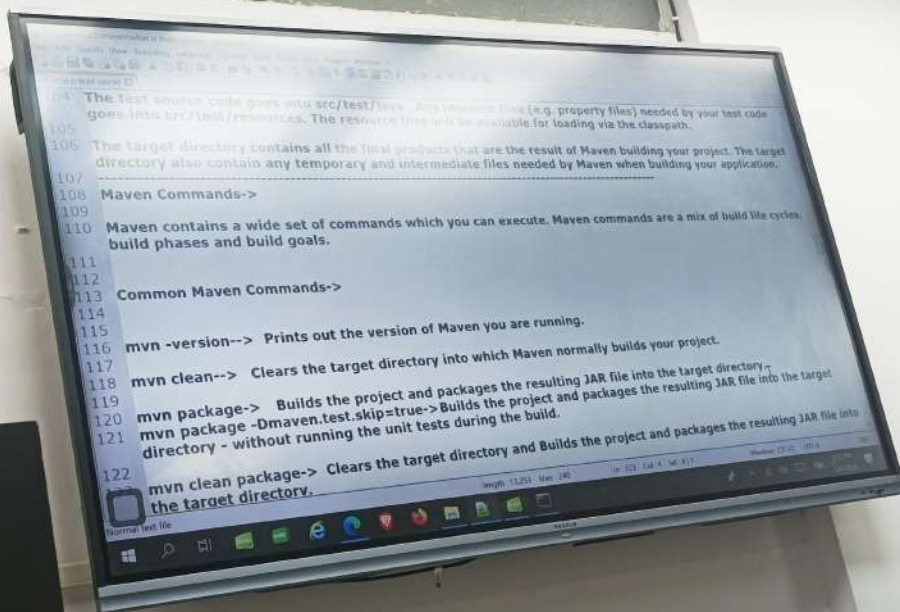 104 The test source code goes into src/test/java . Any resource files (e.g. property files) needed by your test code
goes into src/test/resources. The resource files will be available for loading via the classpath.
105
106 The target directory contains all the final products that are the result of Maven building your project. The target
directory also contain any temporary and intermediate files needed by Maven when building your application.
107 ----------------------------------------------------------------------
108 Maven Commands->
109
110 Maven contains a wide set of commands which you can execute. Maven commands are a mix of build life cycles,
build phases and build goals.
111
112
113 Common Maven Commands->
114
115
116 mvn -version--> Prints out the version of Maven you are running.
117
118 mvn clean--> Clears the target directory into which Maven normally builds your project.
119
120 mvn package-> Builds the project and packages the resulting JAR file into the target directory.
121 mvn package -Dmaven.test.skip=true->Builds the project and packages the resulting JAR file into the target
directory - without running the unit tests during the build.
122
mvn clean package-> Clears the target directory and Builds the project and packages the resulting JAR file into
the target directory.
Normal text file